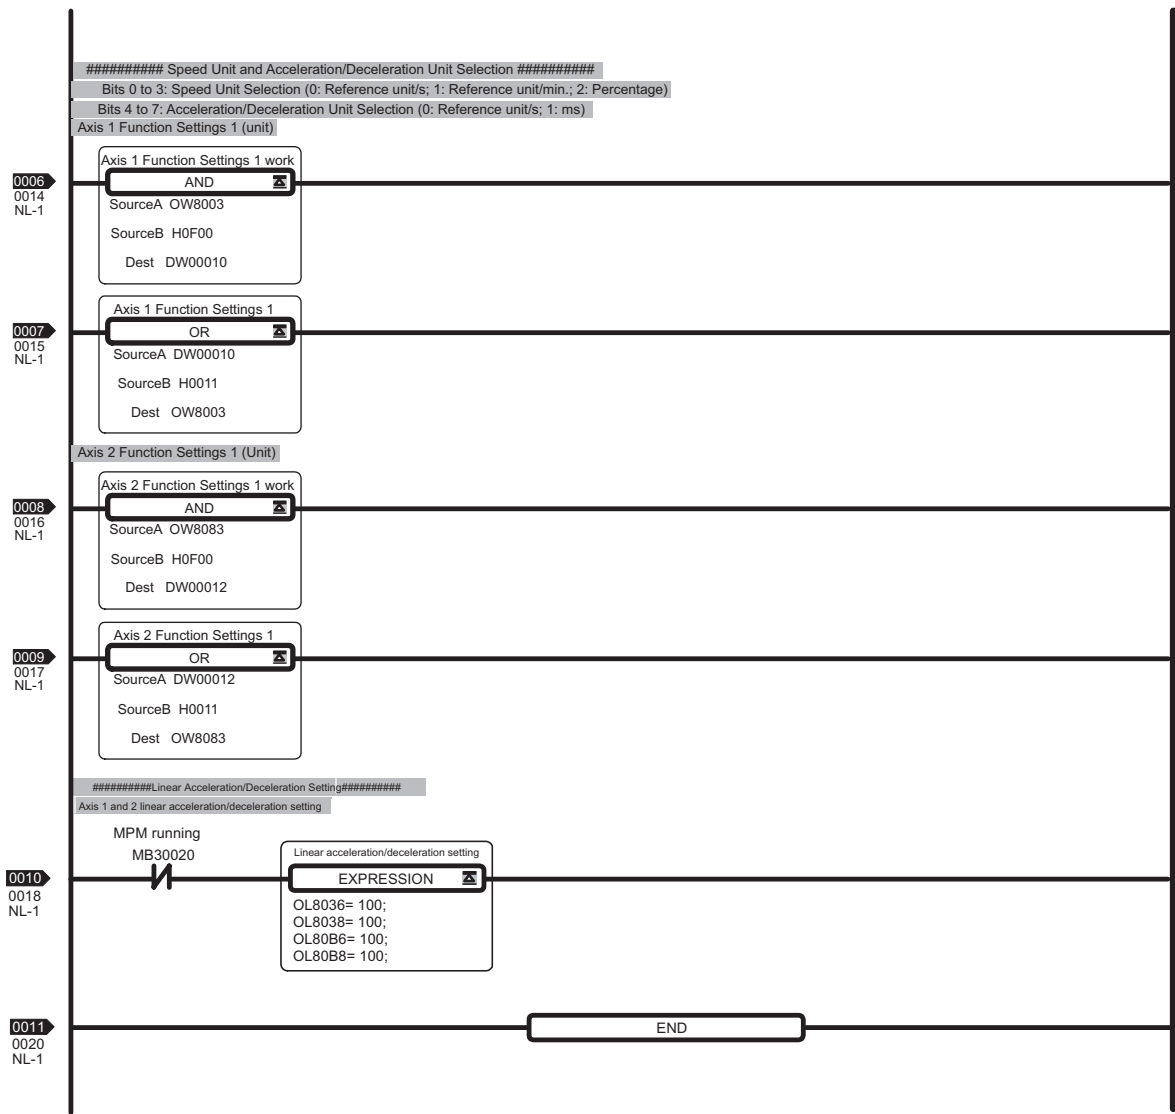 ########## Speed Unit and Acceleration/Deceleration Unit Selection ##########
Bits 0 to 3: Speed Unit Selection (0: Reference unit/s; 1: Reference unit/min.; 2: Percentage)
Bits 4 to 7: Acceleration/Deceleration Unit Selection (0: Reference unit/s; 1: ms)
Axis 1 Function Settings 1 (unit)
Axis 1 Function Settings 1 work
0006
0014
NL-1
AND
SourceA OW8003
SourceB H0F00
Dest DW00010
Axis 1 Function Settings 1
0007
0015
NL-1
OR
SourceA DW00010
SourceB H0011
Dest OW8003
Axis 2 Function Settings 1 (Unit)
Axis 2 Function Settings 1 work
0008
0016
NL-1
AND
SourceA OW8083
SourceB H0F00
Dest DW00012
Axis 2 Function Settings 1
0009
0017
NL-1
OR
SourceA DW00012
SourceB H0011
Dest OW8083
##########Linear Acceleration/Deceleration Setting##########
Axis 1 and 2 linear acceleration/deceleration setting
MPM running
MB30020
Linear acceleration/deceleration setting
0010
0018
NL-1
EXPRESSION
OL8036= 100;
OL8038= 100;
OL80B6= 100;
OL80B8= 100;
0011
0020
NL-1
END